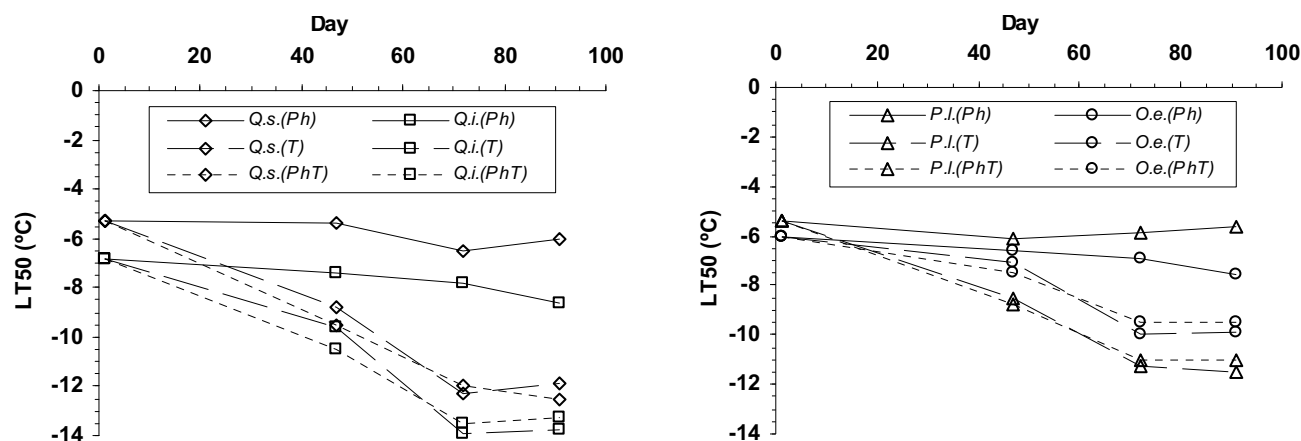 Day
0 20 40 60 80 100
0
-2
-4
-6
-8
-10
-12
-14
LT50 (ºC)
Q.s.(Ph) Q.i.(Ph)
Q.s.(T) Q.i.(T)
Q.s.(PhT) Q.i.(PhT)
Day
0 20 40 60 80 100
0
-2
-4
-6
-8
-10
-12
-14
LT50 (ºC)
P.l.(Ph) O.e.(Ph)
P.l.(T) O.e.(T)
P.l.(PhT) O.e.(PhT)